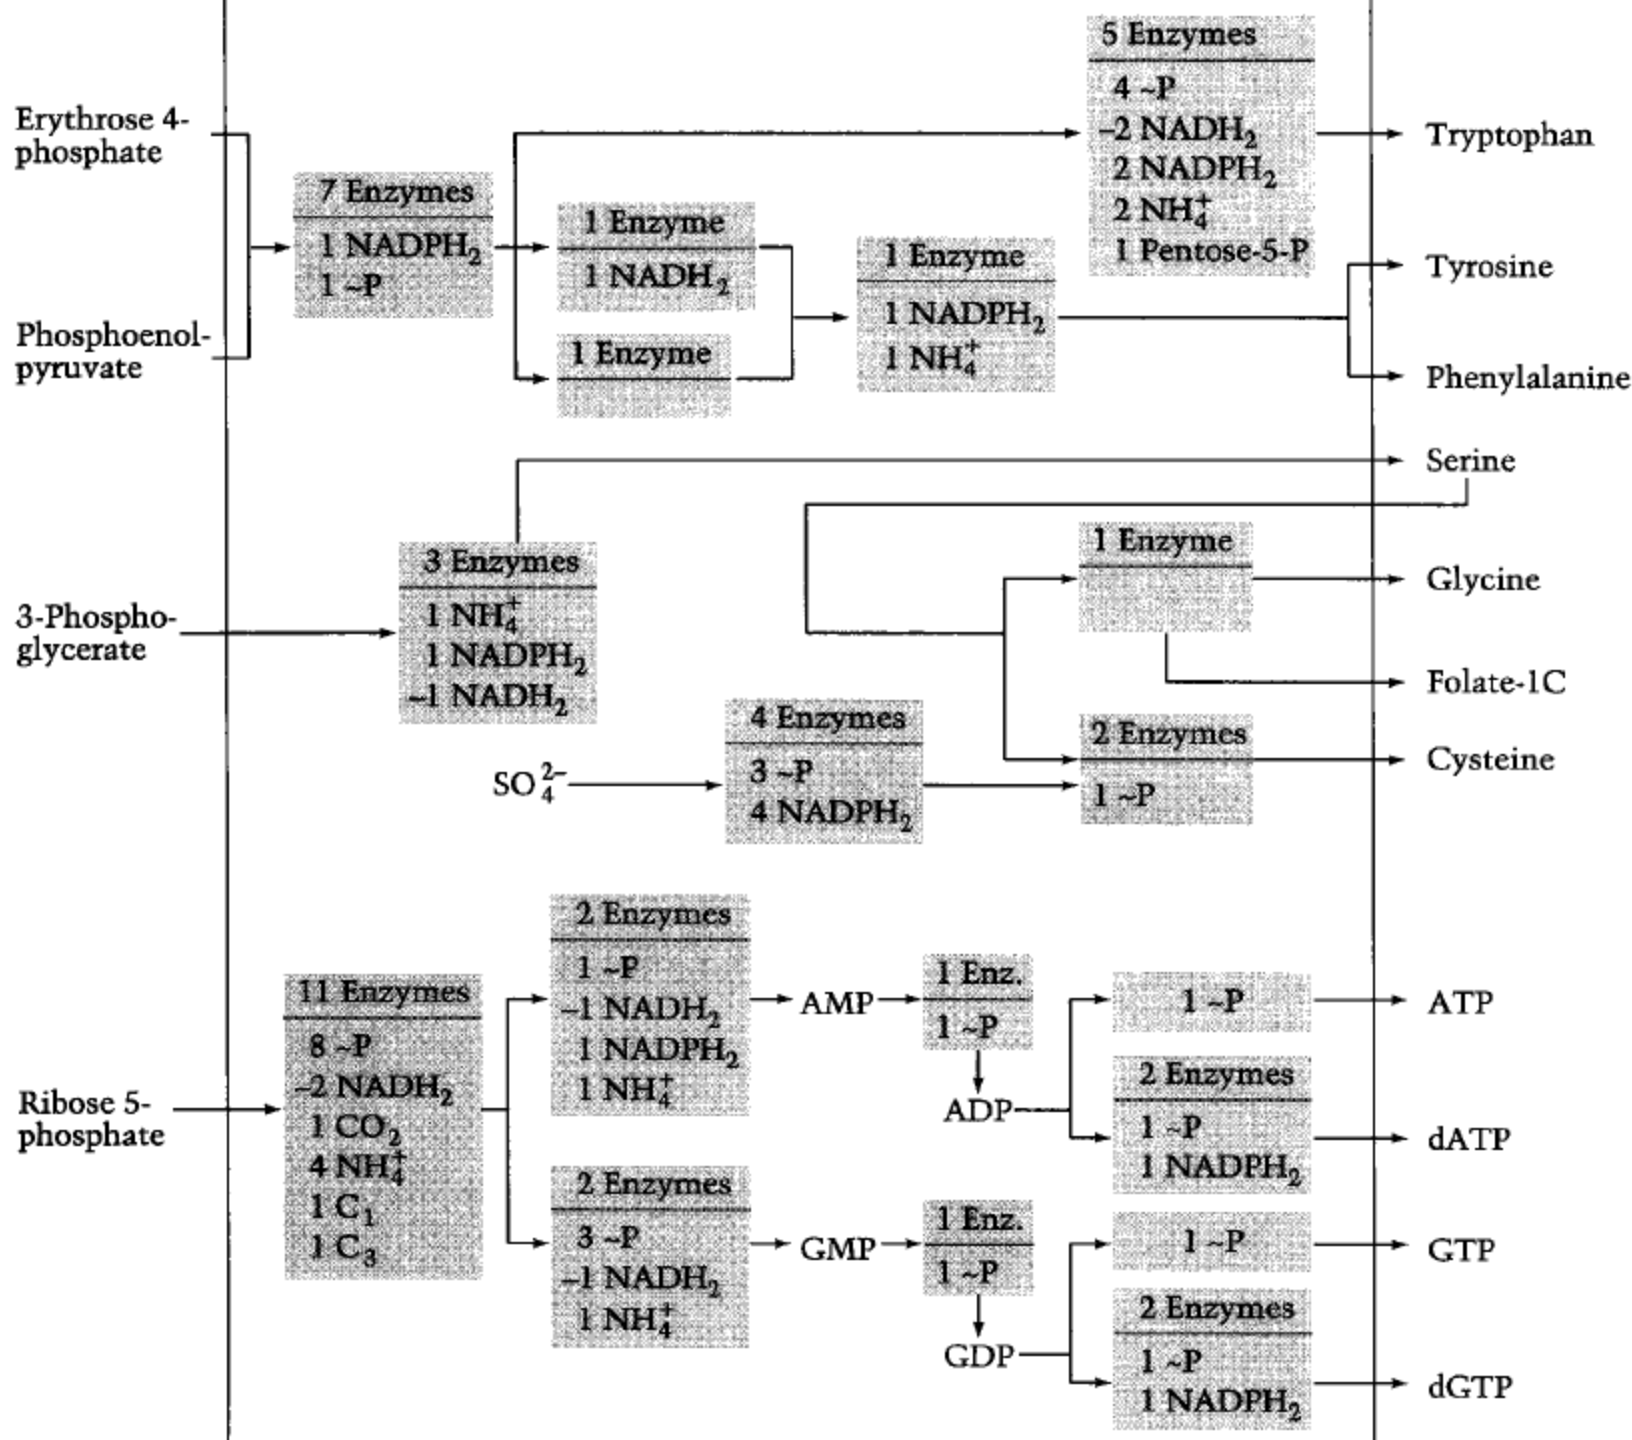 Erythrose 4-
phosphate
Phosphoenol-
pyruvate
7 Enzymes
1 NADPH₂
1 ~P
1 Enzyme
1 NADH₂
1 Enzyme
1 Enzyme
1 NADPH₂
1 NH₄⁺
5 Enzymes
4 ~P
–2 NADH₂
2 NADPH₂
2 NH₄⁺
1 Pentose-5-P
Tryptophan
Tyrosine
Phenylalanine
3-Phospho-
glycerate
3 Enzymes
1 NH₄⁺
1 NADPH₂
–1 NADH₂
Serine
1 Enzyme
Glycine
Folate-1C
SO₄²⁻
4 Enzymes
3 ~P
4 NADPH₂
2 Enzymes
1 ~P
Cysteine
Ribose 5-
phosphate
11 Enzymes
8 ~P
–2 NADH₂
1 CO₂
4 NH₄⁺
1 C₁
1 C₃
2 Enzymes
1 ~P
–1 NADH₂
1 NADPH₂
1 NH₄⁺
AMP
1 Enz.
1 ~P
ADP
1 ~P
ATP
2 Enzymes
1 ~P
1 NADPH₂
dATP
2 Enzymes
3 ~P
–1 NADH₂
1 NH₄⁺
GMP
1 Enz.
1 ~P
GDP
1 ~P
GTP
2 Enzymes
1 ~P
1 NADPH₂
dGTP